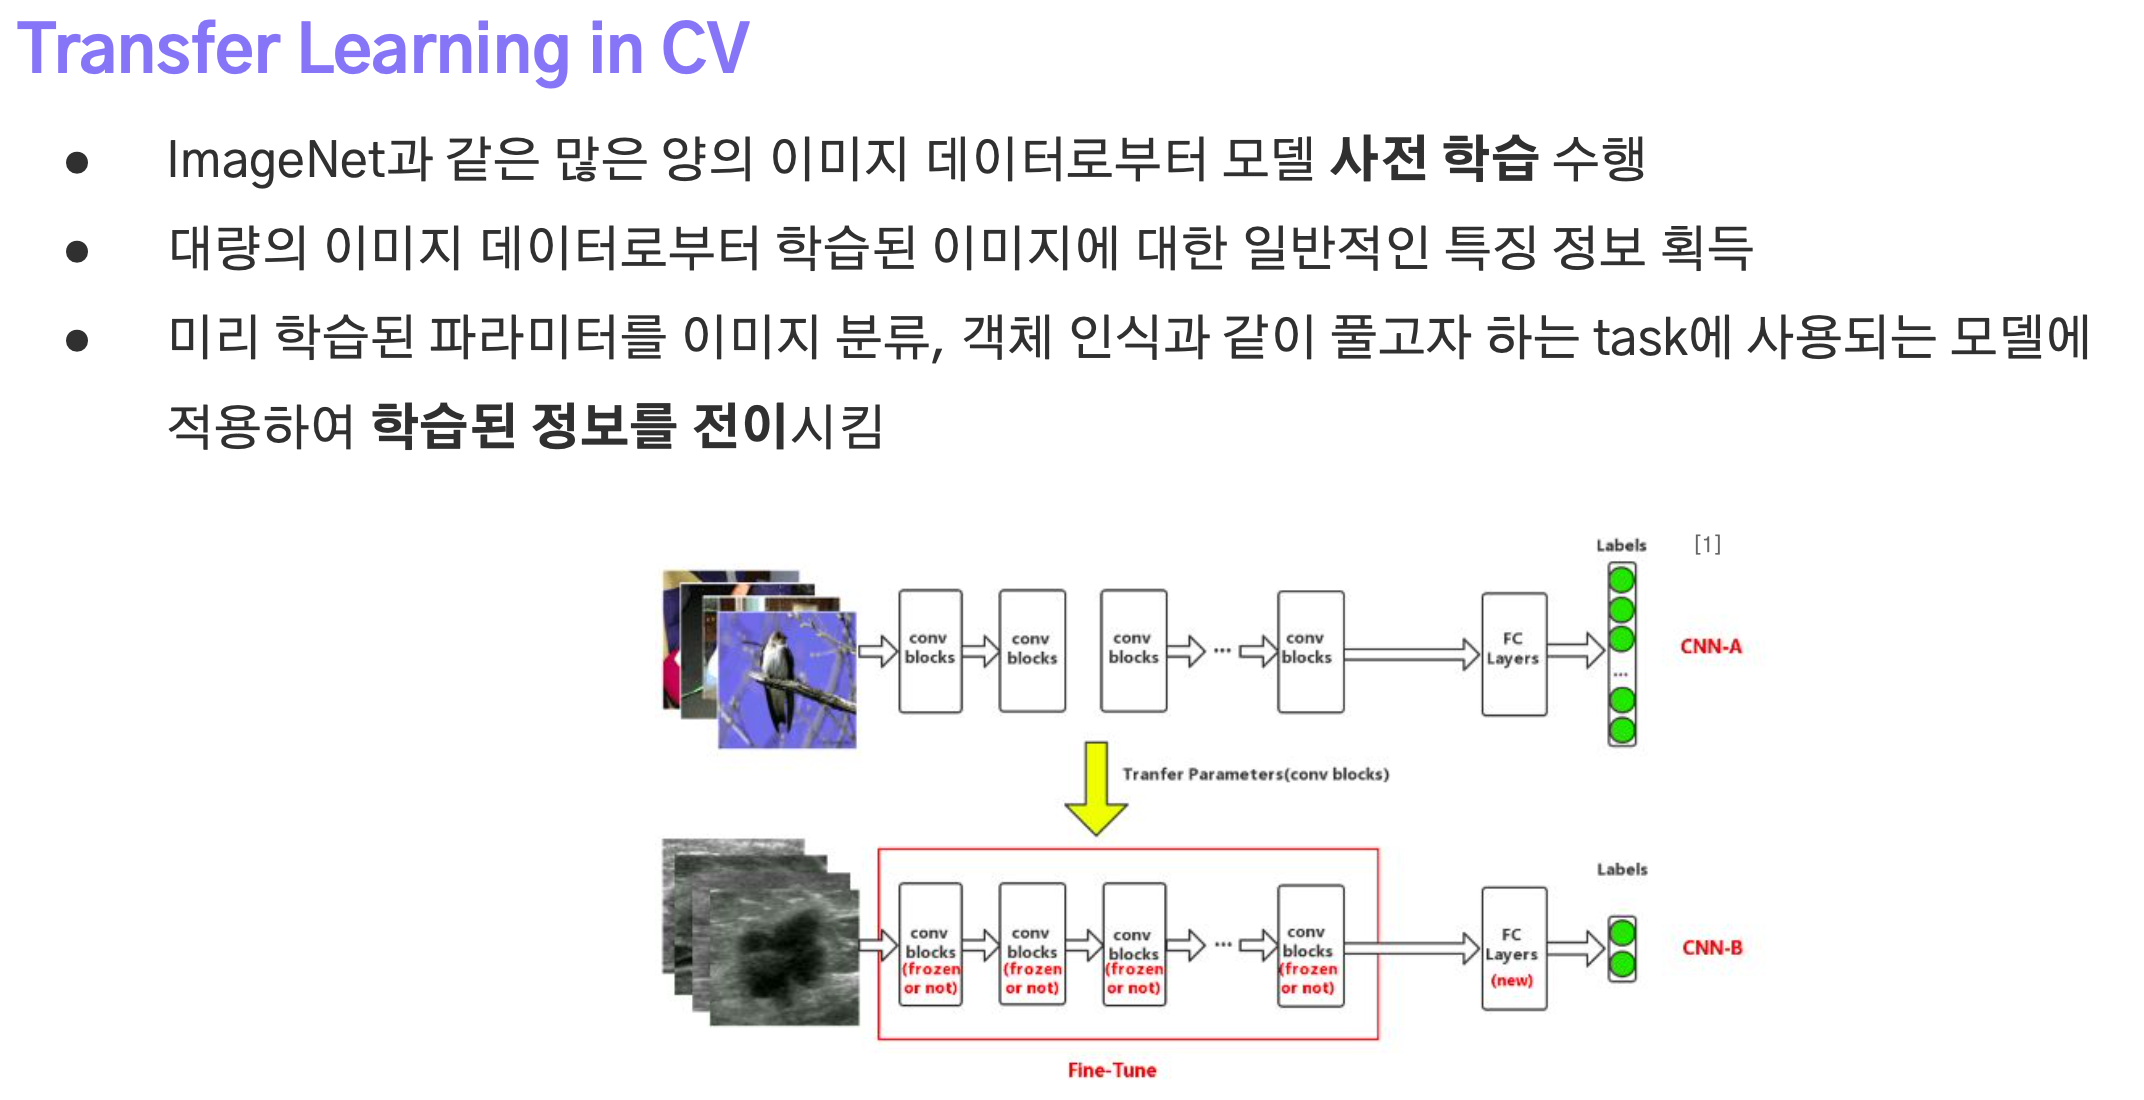 Transfer Learning in CV
● ImageNet과 같은 많은 양의 이미지 데이터로부터 모델 사전 학습 수행
● 대량의 이미지 데이터로부터 학습된 이미지에 대한 일반적인 특징 정보 획득
● 미리 학습된 파라미터를 이미지 분류, 객체 인식과 같이 풀고자 하는 task에 사용되는 모델에
적용하여 학습된 정보를 전이시킴
Labels [1]
conv
blocks
conv
blocks
conv
blocks
...
conv
blocks
FC
Layers
...
CNN-A
Tranfer Parameters(conv blocks)
Labels
conv
blocks
(frozen
or not)
conv
blocks
(frozen
or not)
conv
blocks
(frozen
or not)
...
conv
blocks
(frozen
or not)
FC
Layers
(new)
CNN-B
Fine-Tune